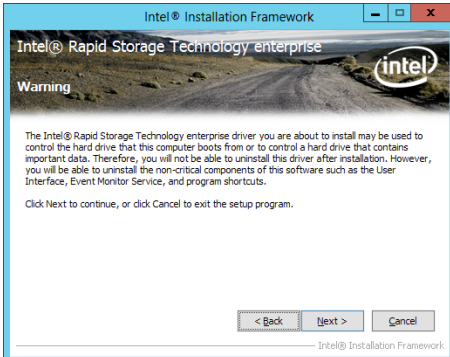 Intel® Installation Framework
Intel® Rapid Storage Technology enterprise
intel
Warning
The Intel® Rapid Storage Technology enterprise driver you are about to install may be used to
control the hard drive that this computer boots from or to control a hard drive that contains
important data. Therefore, you will not be able to uninstall this driver after installation. However,
you will be able to uninstall the non-critical components of this software such as the User
Interface, Event Monitor Service, and program shortcuts.
Click Next to continue, or click Cancel to exit the setup program.
< Back Next > Cancel
Intel® Installation Framework